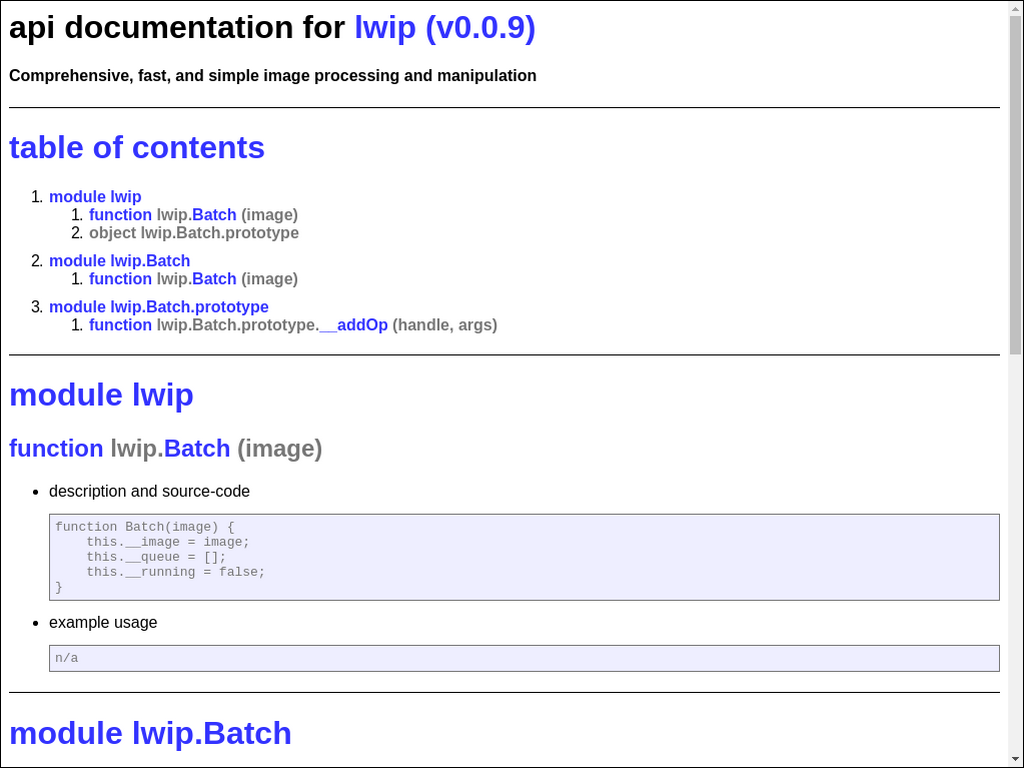 api documentation for lwip (v0.0.9)
Comprehensive, fast, and simple image processing and manipulation
table of contents
1. module lwip
1. function lwip.Batch (image)
2. object lwip.Batch.prototype
2. module lwip.Batch
1. function lwip.Batch (image)
3. module lwip.Batch.prototype
1. function lwip.Batch.prototype.__addOp (handle, args)
module lwip
function lwip.Batch (image)
• description and source-code
function Batch(image) {
    this.__image = image;
    this.__queue = [];
    this.__running = false;
}
• example usage
n/a
module lwip.Batch